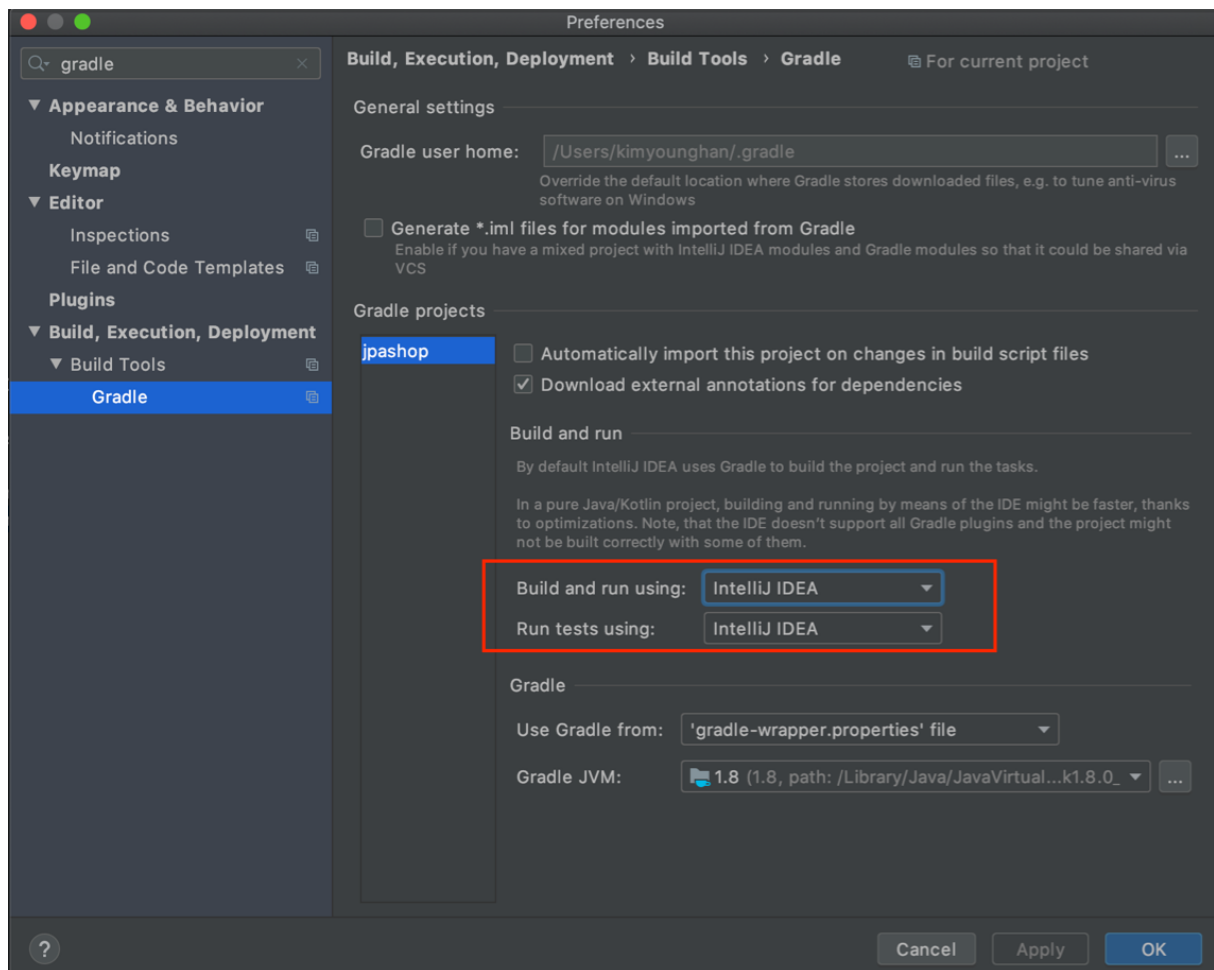 Preferences
gradle
Appearance & Behavior
Notifications
Keymap
Editor
Inspections
File and Code Templates
Plugins
Build, Execution, Deployment
Build Tools
Gradle
Build, Execution, Deployment › Build Tools › Gradle
For current project
General settings
Gradle user home:
/Users/kimyounghan/.gradle
...
Override the default location where Gradle stores downloaded files, e.g. to tune anti-virus
software on Windows
Generate *.iml files for modules imported from Gradle
Enable if you have a mixed project with IntelliJ IDEA modules and Gradle modules so that it could be shared via
VCS
Gradle projects
jpashop
Automatically import this project on changes in build script files
Download external annotations for dependencies
Build and run
By default IntelliJ IDEA uses Gradle to build the project and run the tasks.
In a pure Java/Kotlin project, building and running by means of the IDE might be faster, thanks
to optimizations. Note, that the IDE doesn't support all Gradle plugins and the project might
not be built correctly with some of them.
Build and run using: IntelliJ IDEA
Run tests using: IntelliJ IDEA
Gradle
Use Gradle from: 'gradle-wrapper.properties' file
Gradle JVM: 1.8 (1.8, path: /Library/Java/JavaVirtual...k1.8.0_ ...
?
Cancel
Apply
OK